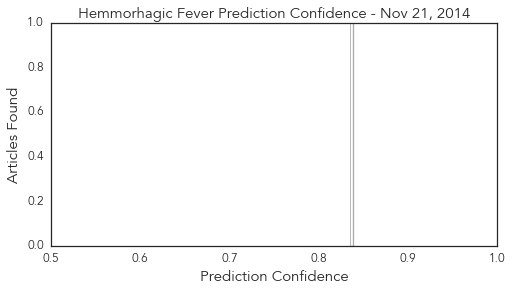 Hemmorhagic Fever Prediction Confidence - Nov 21, 2014
1.0
0.8
0.6
0.4
0.2
0.0
Articles Found
0.5 0.6 0.7 0.8 0.9 1.0
Prediction Confidence